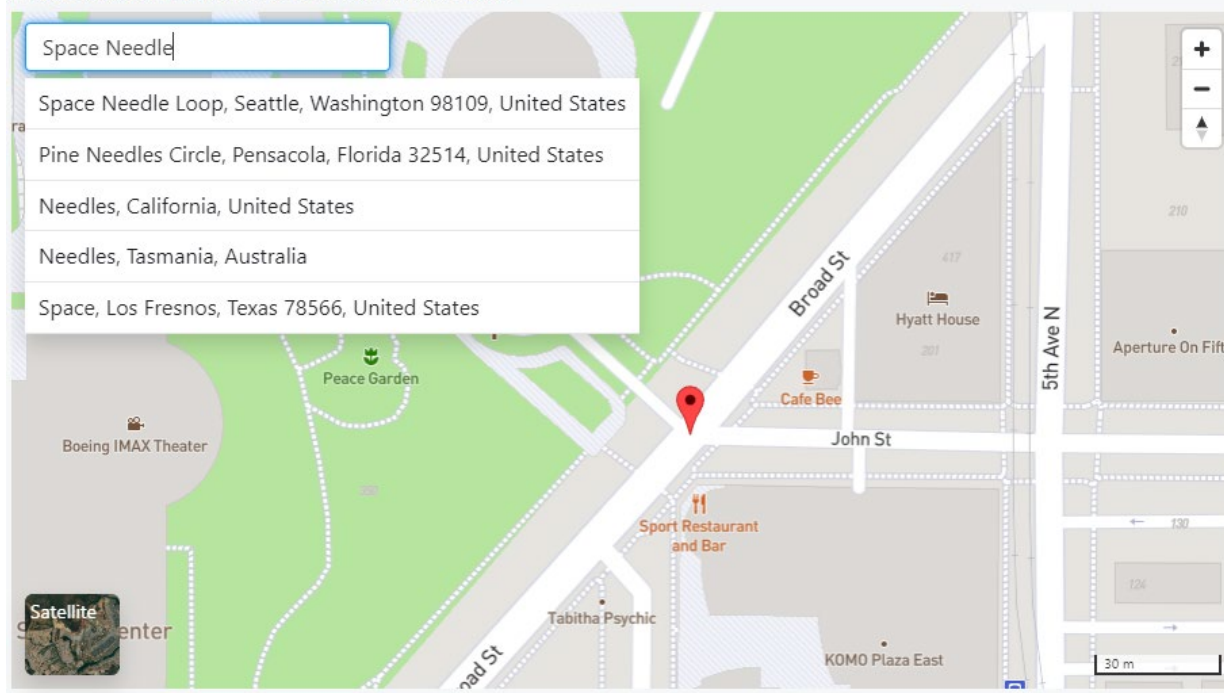 Space Needle
Space Needle Loop, Seattle, Washington 98109, United States
Pine Needles Circle, Pensacola, Florida 32514, United States
Needles, California, United States
Needles, Tasmania, Australia
Space, Los Fresnos, Texas 78566, United States
+
−
210
417
Broad St
Hyatt House
201
5th Ave N
Aperture On Fift
Peace Garden
Cafe Bee
Boeing IMAX Theater
John St
Sport Restaurant
and Bar
130
124
Satellite
enter
Tabitha Psychic
KOMO Plaza East
oad St
30 m